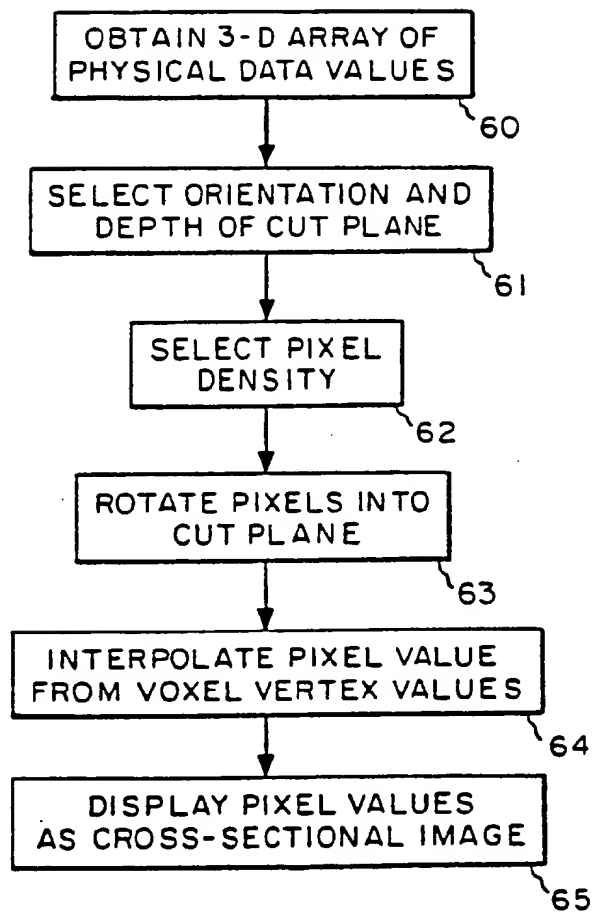 OBTAIN 3-D ARRAY OF
PHYSICAL DATA VALUES
60
SELECT ORIENTATION AND
DEPTH OF CUT PLANE
61
SELECT PIXEL
DENSITY
62
ROTATE PIXELS INTO
CUT PLANE
63
INTERPOLATE PIXEL VALUE
FROM VOXEL VERTEX VALUES
64
DISPLAY PIXEL VALUES
AS CROSS-SECTIONAL IMAGE
65